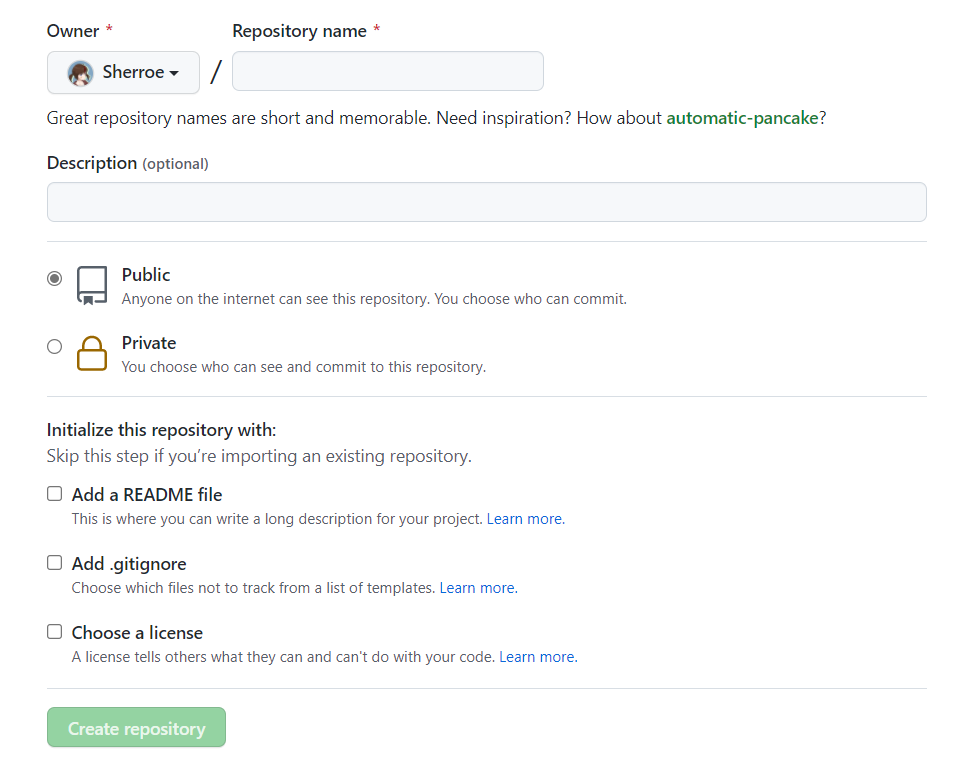 Owner * Repository name *
Sherroe /
Great repository names are short and memorable. Need inspiration? How about automatic-pancake?
Description (optional)
Public
Anyone on the internet can see this repository. You choose who can commit.
Private
You choose who can see and commit to this repository.
Initialize this repository with:
Skip this step if you’re importing an existing repository.
Add a README file
This is where you can write a long description for your project. Learn more.
Add .gitignore
Choose which files not to track from a list of templates. Learn more.
Choose a license
A license tells others what they can and can't do with your code. Learn more.
Create repository